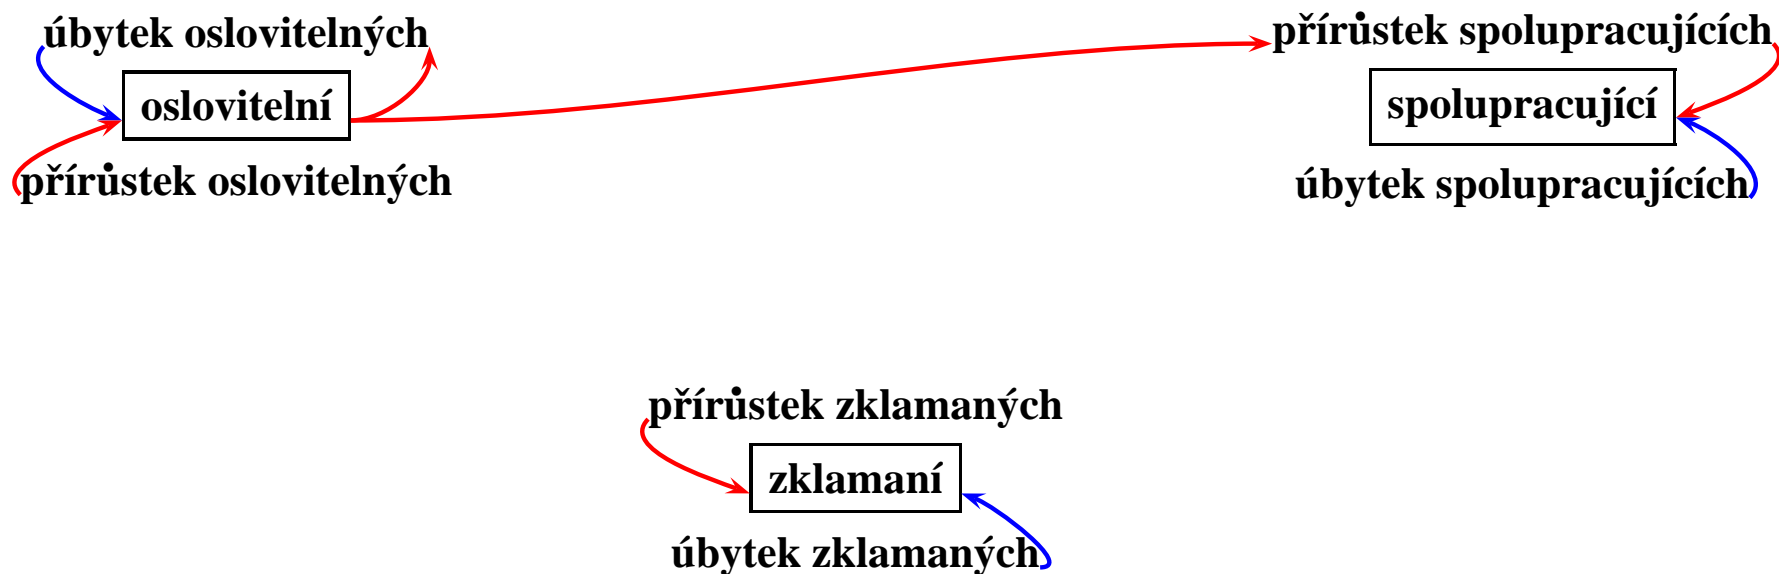 úbytek oslovitelných
oslovitelní
přírůstek oslovitelných
přírůstek spolupracujících
spolupracující
úbytek spolupracujících
přírůstek zklamaných
zklamaní
úbytek zklamaných